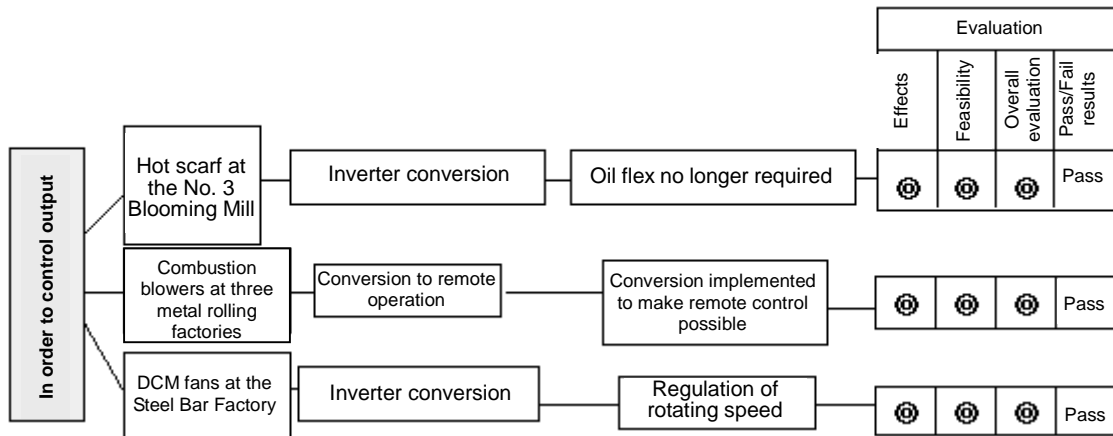 Evaluation
Effects
Feasibility
Overall
evaluation
Pass/Fail
results
In order to control output
Hot scarf at
the No. 3
Blooming Mill
Inverter conversion
Oil flex no longer required
Pass
Combustion
blowers at three
metal rolling
factories
Conversion to remote
operation
Conversion implemented
to make remote control
possible
Pass
DCM fans at the
Steel Bar Factory
Inverter conversion
Regulation of
rotating speed
Pass